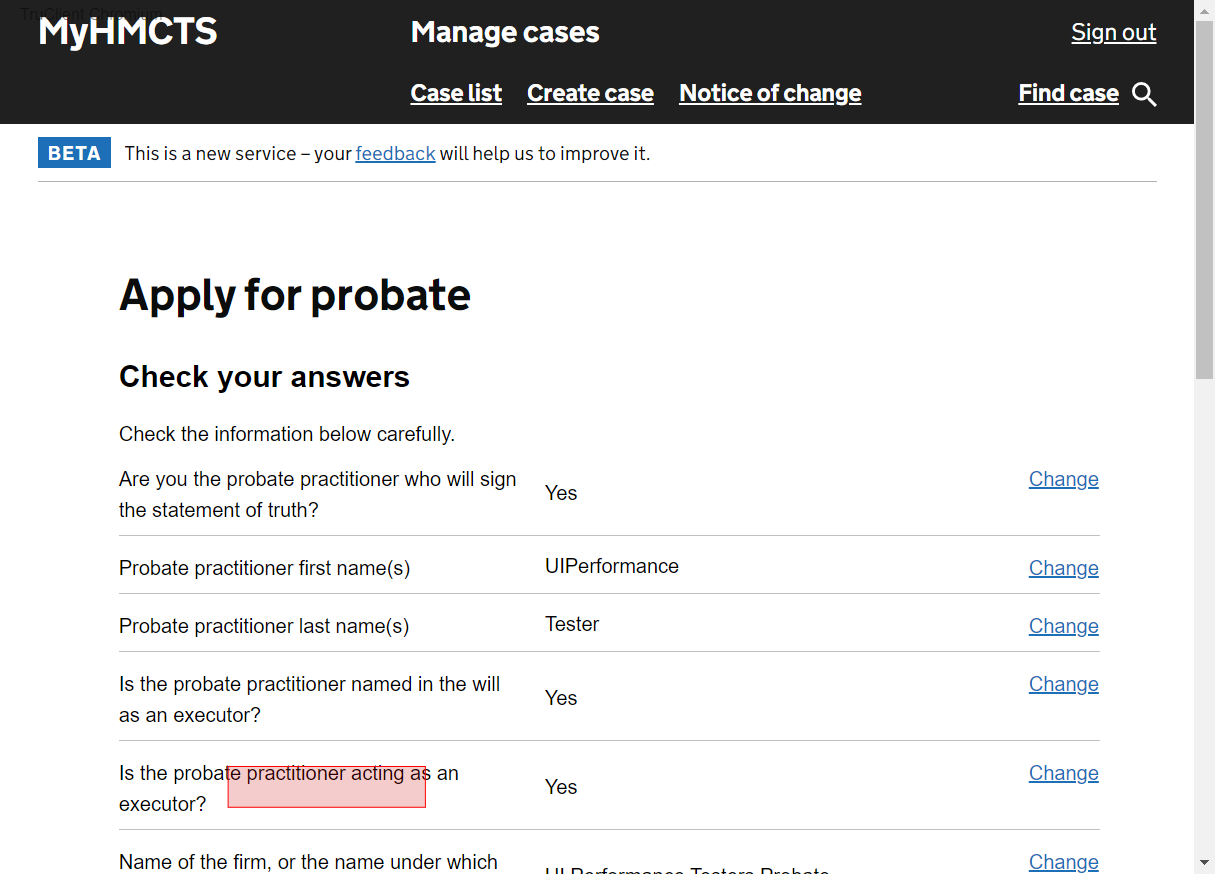 TruClient Chromium
MyHMCTS
Manage cases
Sign out
Case list
Create case
Notice of change
Find case
BETA
This is a new service – your feedback will help us to improve it.
Apply for probate
Check your answers
Check the information below carefully.
Are you the probate practitioner who will sign
the statement of truth?
Yes
Change
Probate practitioner first name(s)
UIPerformance
Change
Probate practitioner last name(s)
Tester
Change
Is the probate practitioner named in the will
as an executor?
Yes
Change
Is the probate practitioner acting as an
executor?
Yes
Change
Name of the firm, or the name under which
UI Performance Testers Probate
Change